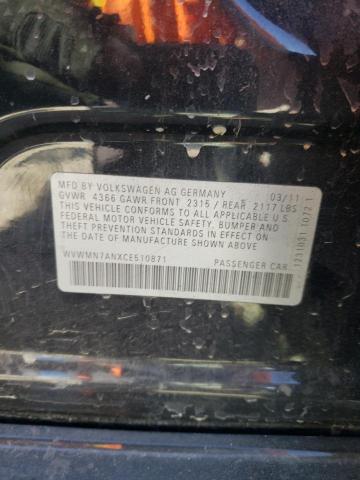 MFD BY VOLKSWAGEN AG GERMANY 03/11
GVWR 4366 GAWR FRONT 2315 / REAR 2117 LBS
THIS VEHICLE CONFORMS TO ALL APPLICABLE U.S.
FEDERAL MOTOR VEHICLE SAFETY, BUMPER AND
THEFT PREVENTION STANDARDS IN EFFECT ON THE
DATE OF MANUFACTURE SHOWN ABOVE
WVWMN7ANXCE510871 PASSENGER CAR